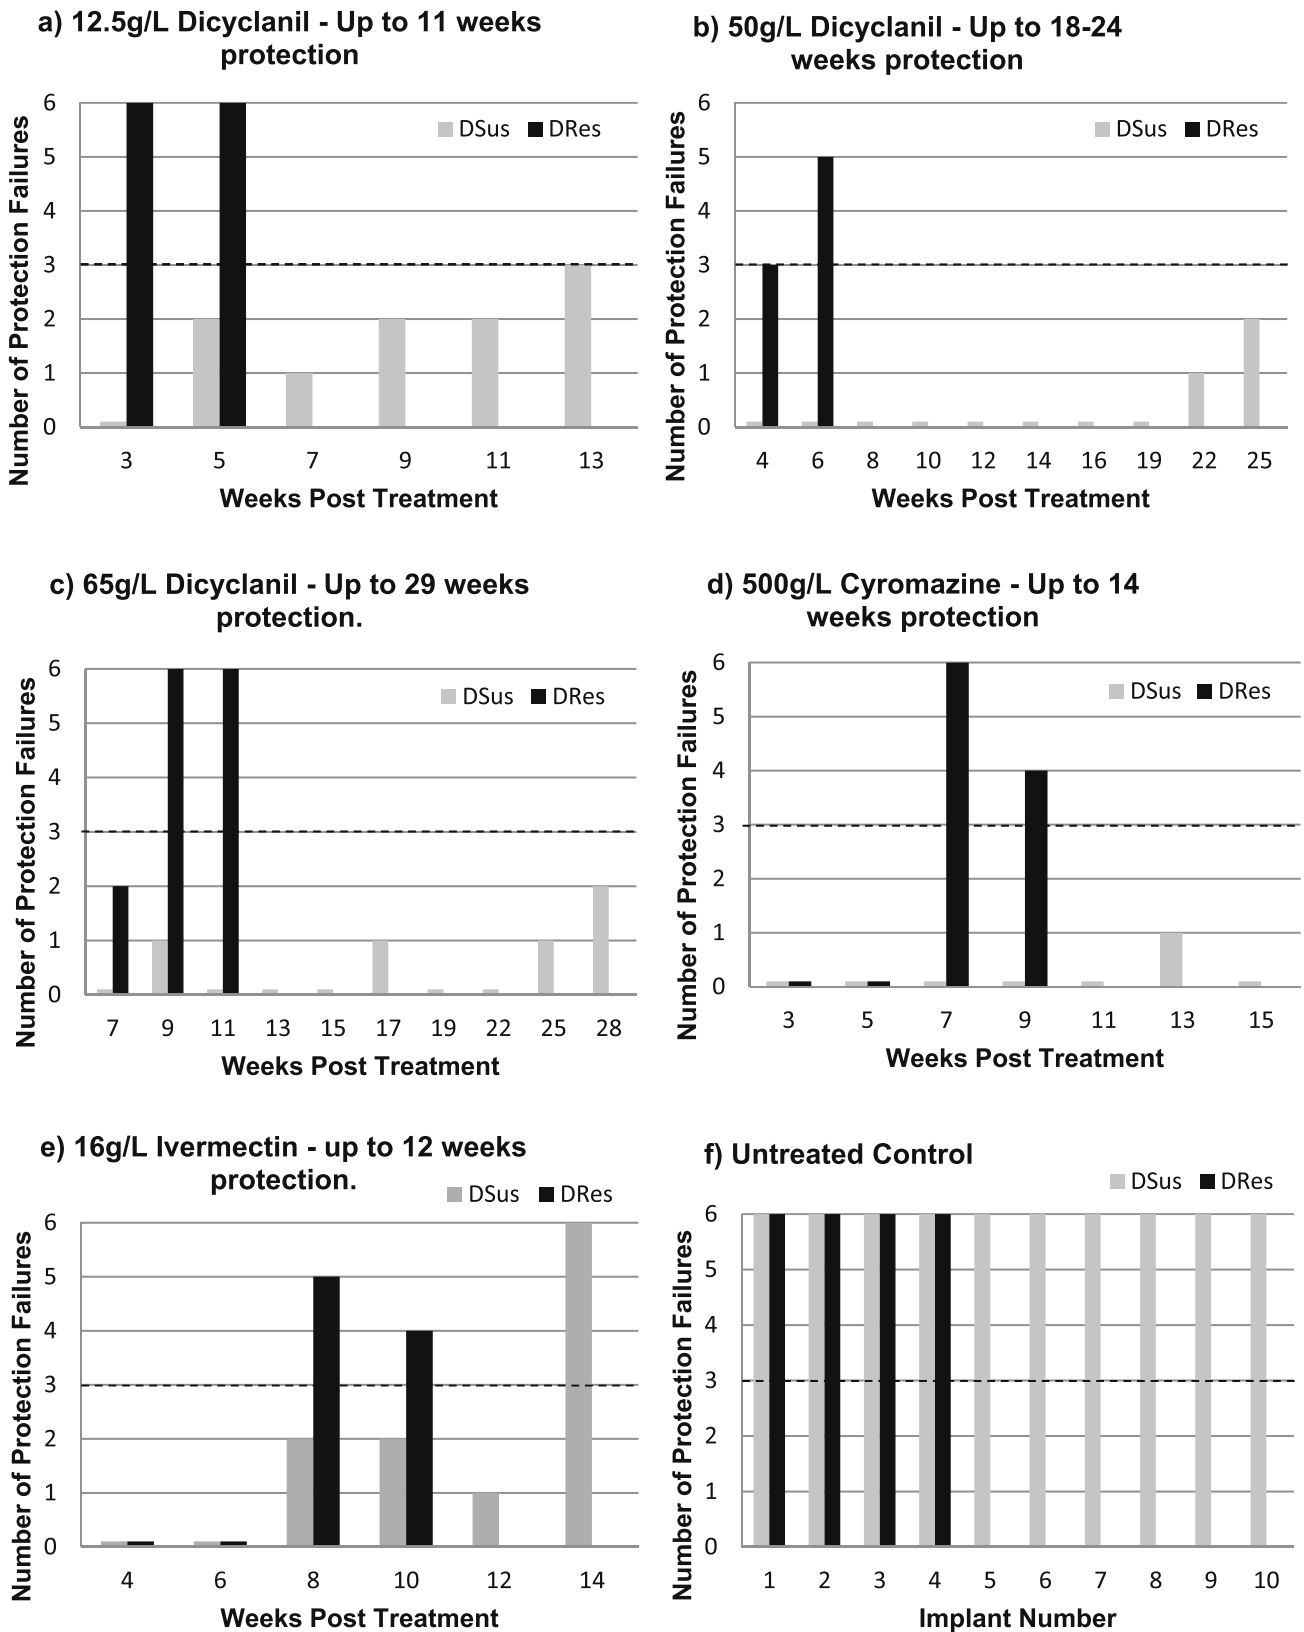 a) 12.5g/L Dicyclanil - Up to 11 weeks
protection
Number of Protection Failures
6
5
4
3
2
1
0
DSus DRes
3 5 7 9 11 13
Weeks Post Treatment
b) 50g/L Dicyclanil - Up to 18-24
weeks protection
Number of Protection Failures
6
5
4
3
2
1
0
DSus DRes
4 6 8 10 12 14 16 19 22 25
Weeks Post Treatment
c) 65g/L Dicyclanil - Up to 29 weeks
protection.
Number of Protection Failures
6
5
4
3
2
1
0
DSus DRes
7 9 11 13 15 17 19 22 25 28
Weeks Post Treatment
d) 500g/L Cyromazine - Up to 14
weeks protection
Number of Protection Failures
6
5
4
3
2
1
0
DSus DRes
3 5 7 9 11 13 15
Weeks Post Treatment
e) 16g/L Ivermectin - up to 12 weeks
protection.
DSus DRes
Number of Protection Failures
6
5
4
3
2
1
0
4 6 8 10 12 14
Weeks Post Treatment
f) Untreated Control
DSus DRes
Number of Protection Failures
6
5
4
3
2
1
0
1 2 3 4 5 6 7 8 9 10
Implant Number